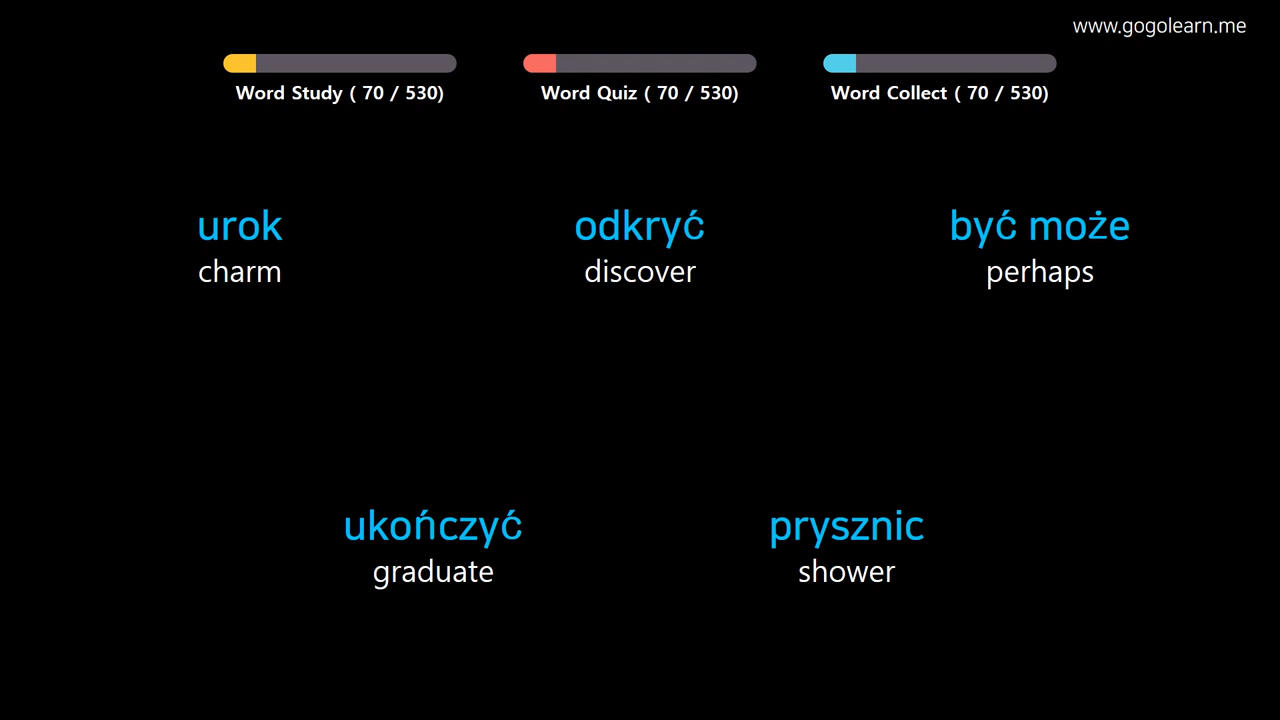 www.gogolearn.me
Word Study ( 70 / 530)
Word Quiz ( 70 / 530)
Word Collect ( 70 / 530)
urok
charm
odkryć
discover
być może
perhaps
ukończyć
graduate
prysznic
shower